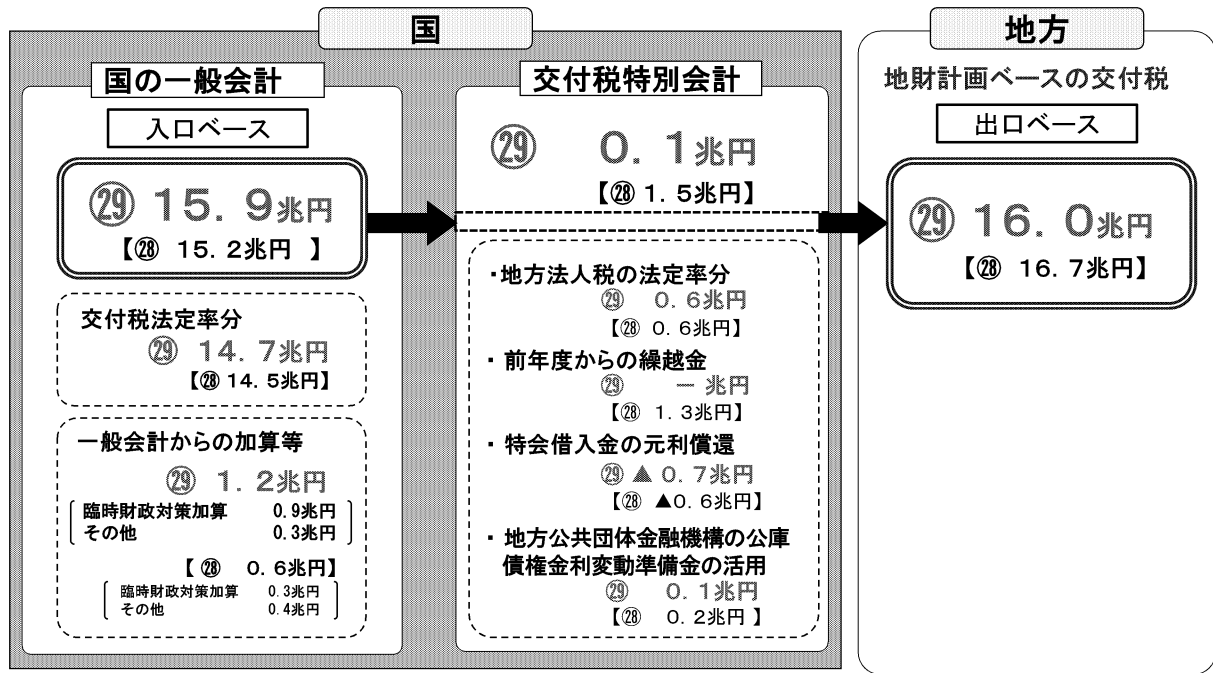 国
国の一般会計
入口ベース
㉙ 15.9兆円
【㉘ 15.2兆円 】
交付税法定率分
㉙ 14.7兆円
【㉘ 14.5兆円】
一般会計からの加算等
㉙ 1.2兆円
臨時財政対策加算 0.9兆円
その他 0.3兆円
【 ㉘ 0.6兆円】
臨時財政対策加算 0.3兆円
その他 0.4兆円
交付税特別会計
㉙ 0.1兆円
【㉘ 1.5兆円】
・地方法人税の法定率分
㉙ 0.6兆円
【㉘ 0.6兆円】
・ 前年度からの繰越金
㉙ － 兆円
【㉘ 1.3兆円】
・ 特会借入金の元利償還
㉙ ▲ 0.7兆円
【㉘ ▲0.6兆円】
・ 地方公共団体金融機構の公庫
債権金利変動準備金の活用
㉙ 0.1兆円
【㉘ 0.2兆円 】
地方
地財計画ベースの交付税
出口ベース
㉙ 16.0兆円
【㉘ 16.7兆円】